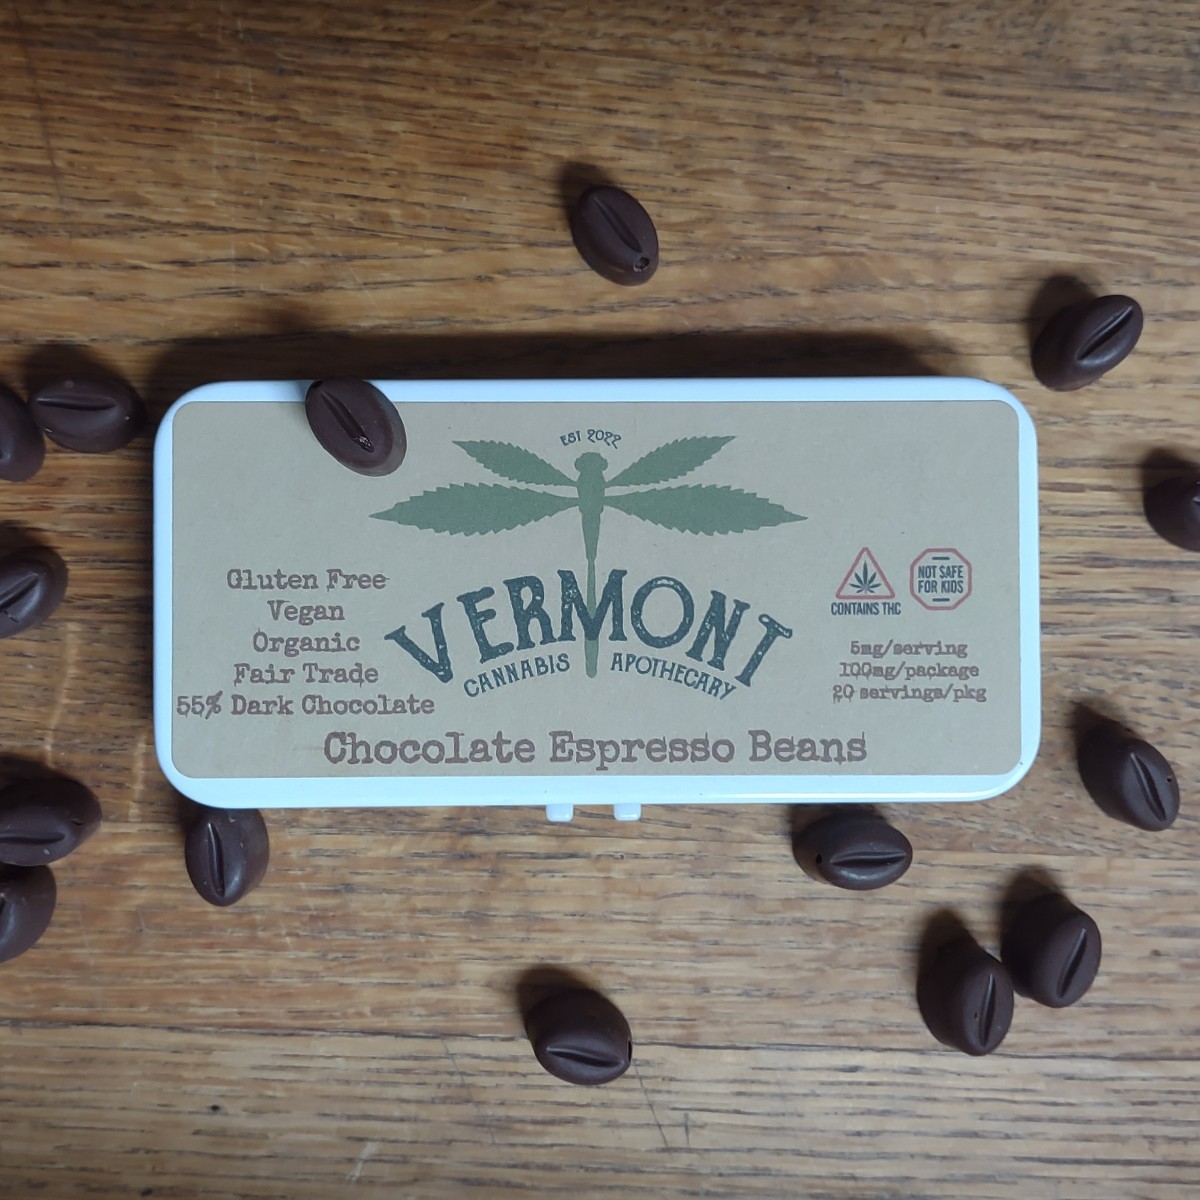 EST 2022
VERMONT
CANNABIS APOTHECARY
Gluten Free
Vegan
Organic
Fair Trade
55% Dark Chocolate
CONTAINS THC
NOT SAFE
FOR KIDS
5mg/serving
100mg/package
20 servings/pkg
Chocolate Espresso Beans